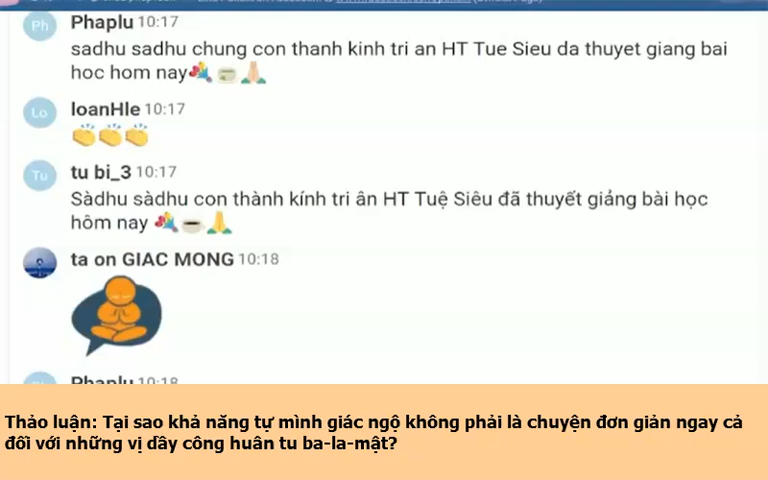 Ph Phaplu 10:17
sadhu sadhu chung con thanh kinh tri an HT Tue Sieu da thuyet giang bai
hoc hom nay💐☕🙏🏼
Lo loanHle 10:17
👏👏👏
Tu tu bi_3 10:17
Sàdhu sàdhu con thành kính tri ân HT Tuệ Siêu đã thuyết giảng bài học
hôm nay 💐☕🙏
ta on GIAC MONG 10:18
Phaplu 10:18
Thảo luận: Tại sao khả năng tự mình giác ngộ không phải là chuyện đơn giản ngay cả
đối với những vị dầy công huân tu ba-la-mật?